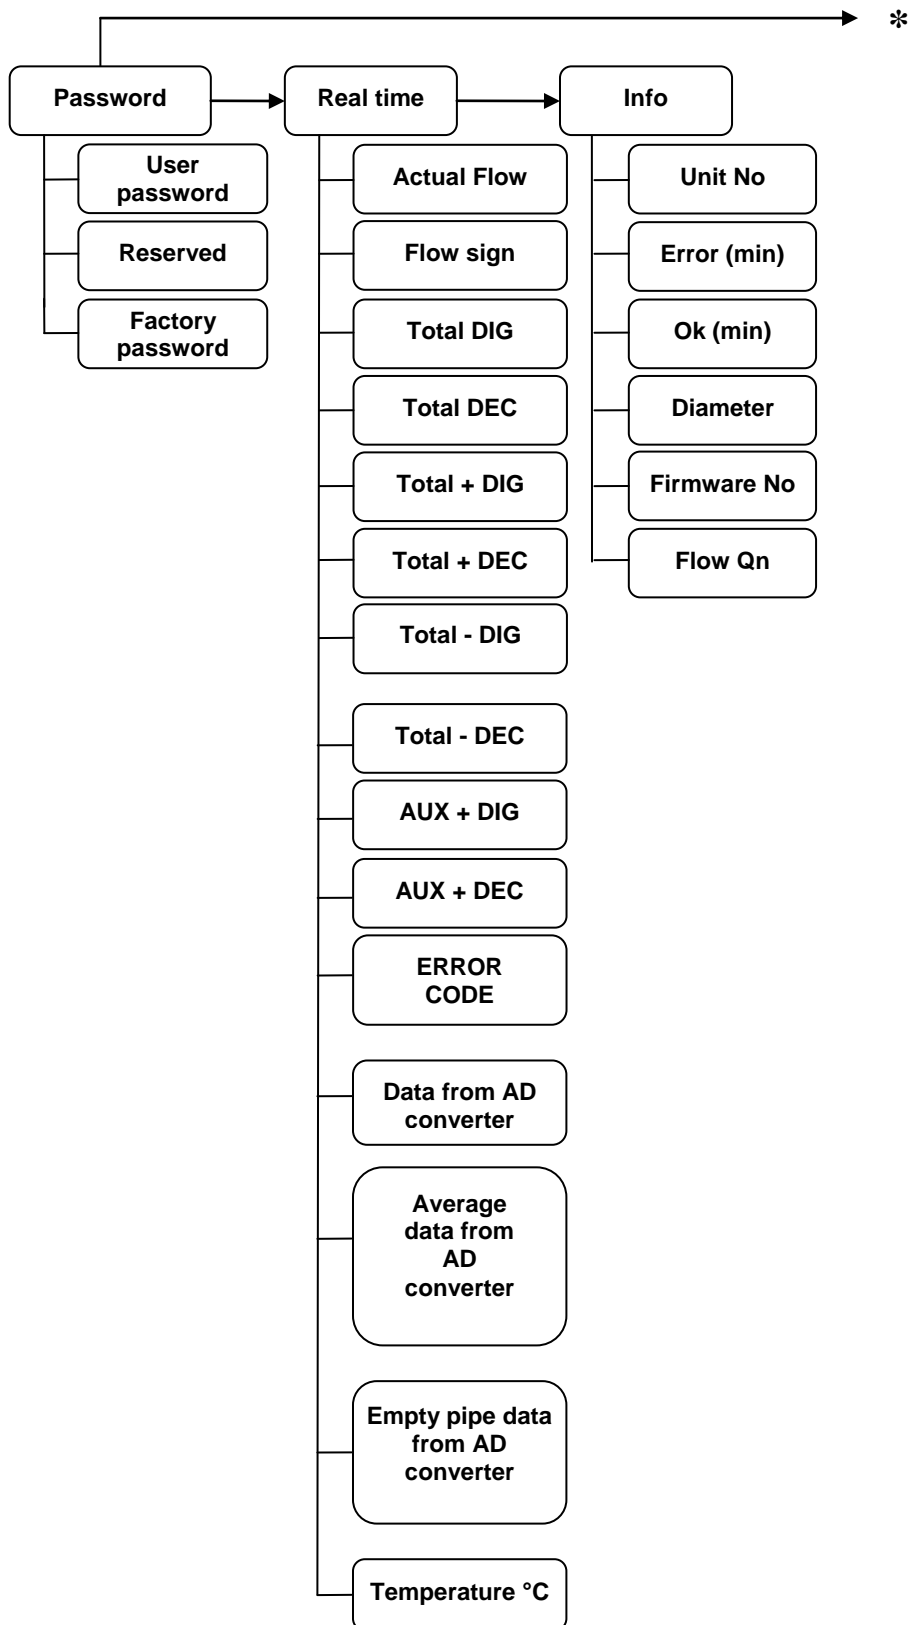 *
Password
Real time
Info
User
password
Reserved
Factory
password
Actual Flow
Flow sign
Total DIG
Total DEC
Total + DIG
Total + DEC
Total - DIG
Total - DEC
AUX + DIG
AUX + DEC
ERROR
CODE
Data from AD
converter
Average
data from
AD
converter
Empty pipe data
from AD
converter
Temperature °C
Unit No
Error (min)
Ok (min)
Diameter
Firmware No
Flow Qn